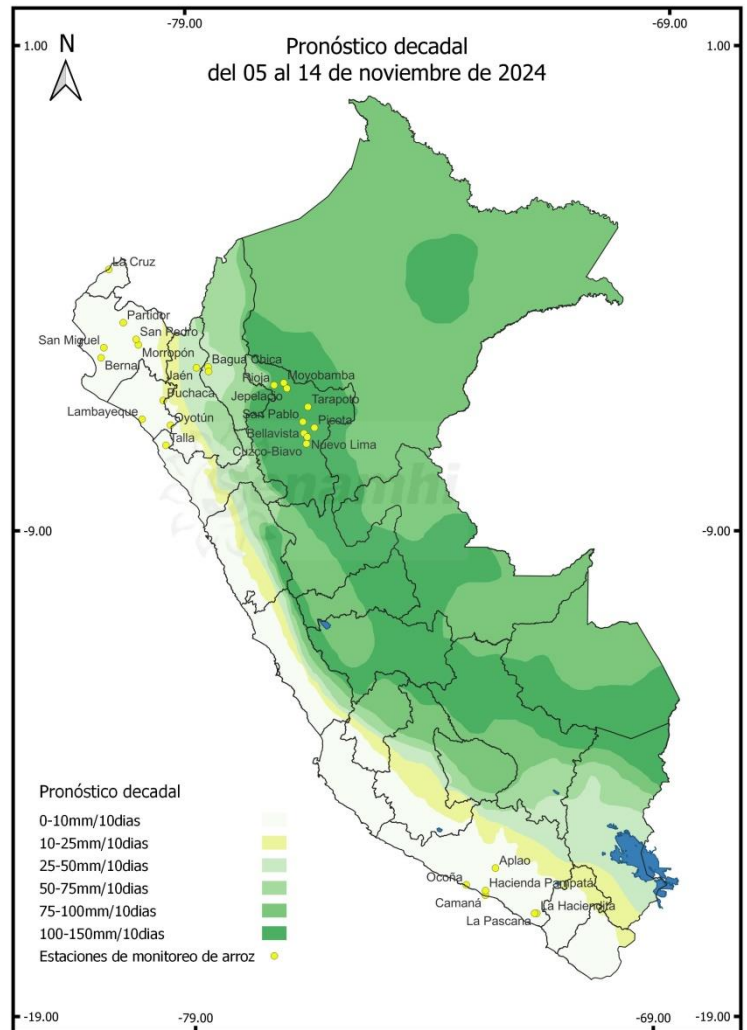 -79.00
-69.00
1.00
1.00
N
Pronóstico decadal
del 05 al 14 de noviembre de 2024
La Cruz
Partidor
San Pedro
San Miguel
Morropón
Bernal
Bagua Chica
Jaén
Rioja
Moyobamba
Jepelacio
Puchaca
Tarapoto
Lambayeque
Oyotún
San Pablo
Picota
Talla
Bellavista
Nuevo Lima
Cuzco-Biavo
Senamhi
-9.00
-9.00
Pronóstico decadal
0-10mm/10dias
10-25mm/10dias
25-50mm/10dias
50-75mm/10dias
75-100mm/10dias
100-150mm/10dias
Estaciones de monitoreo de arroz
Aplao
Ocoña
Hacienda Pampatá
Camaná
La Haciendita
La Pascana
-19.00
-19.00
-79.00
-69.00